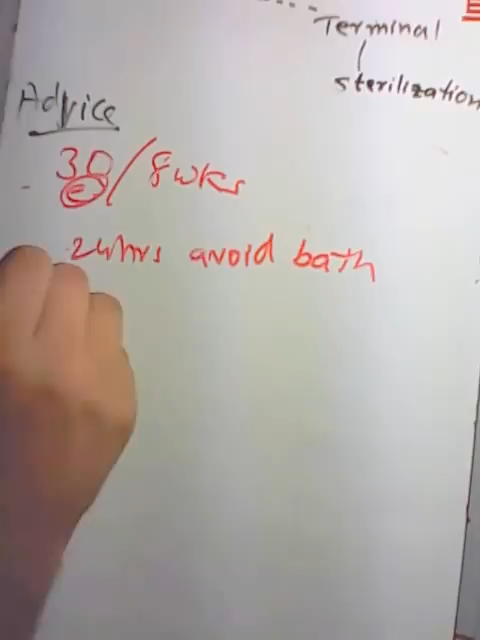 Terminal
sterilization
Advice
- 30/8wks
e
24hrs avoid bath